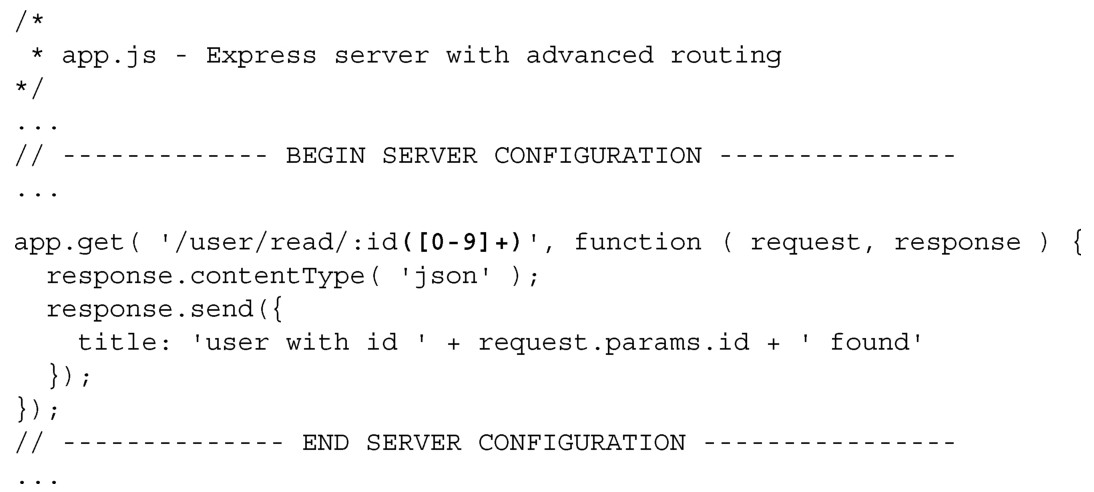 /*
 * app.js - Express server with advanced routing
*/
...
// ------------- BEGIN SERVER CONFIGURATION ---------------
...
app.get( '/user/read/:id([0-9]+)', function ( request, response ) {
  response.contentType( 'json' );
  response.send({
    title: 'user with id ' + request.params.id + ' found'
  });
});
// -------------- END SERVER CONFIGURATION ----------------
...